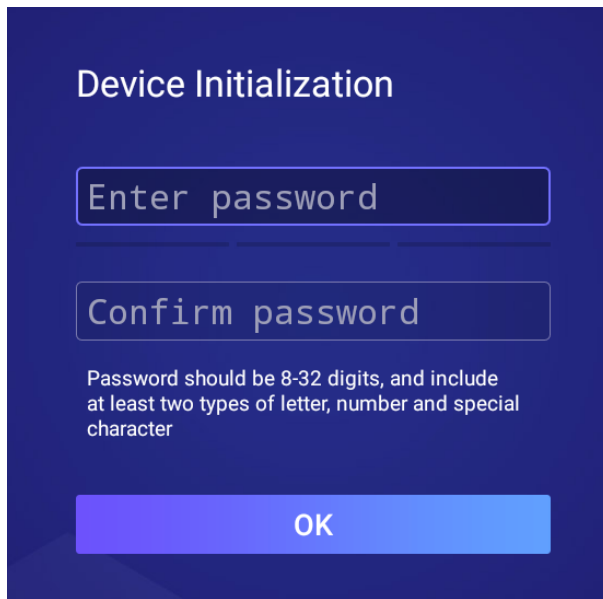 Device Initialization
Enter password
Confirm password
Password should be 8-32 digits, and include
at least two types of letter, number and special
character
OK